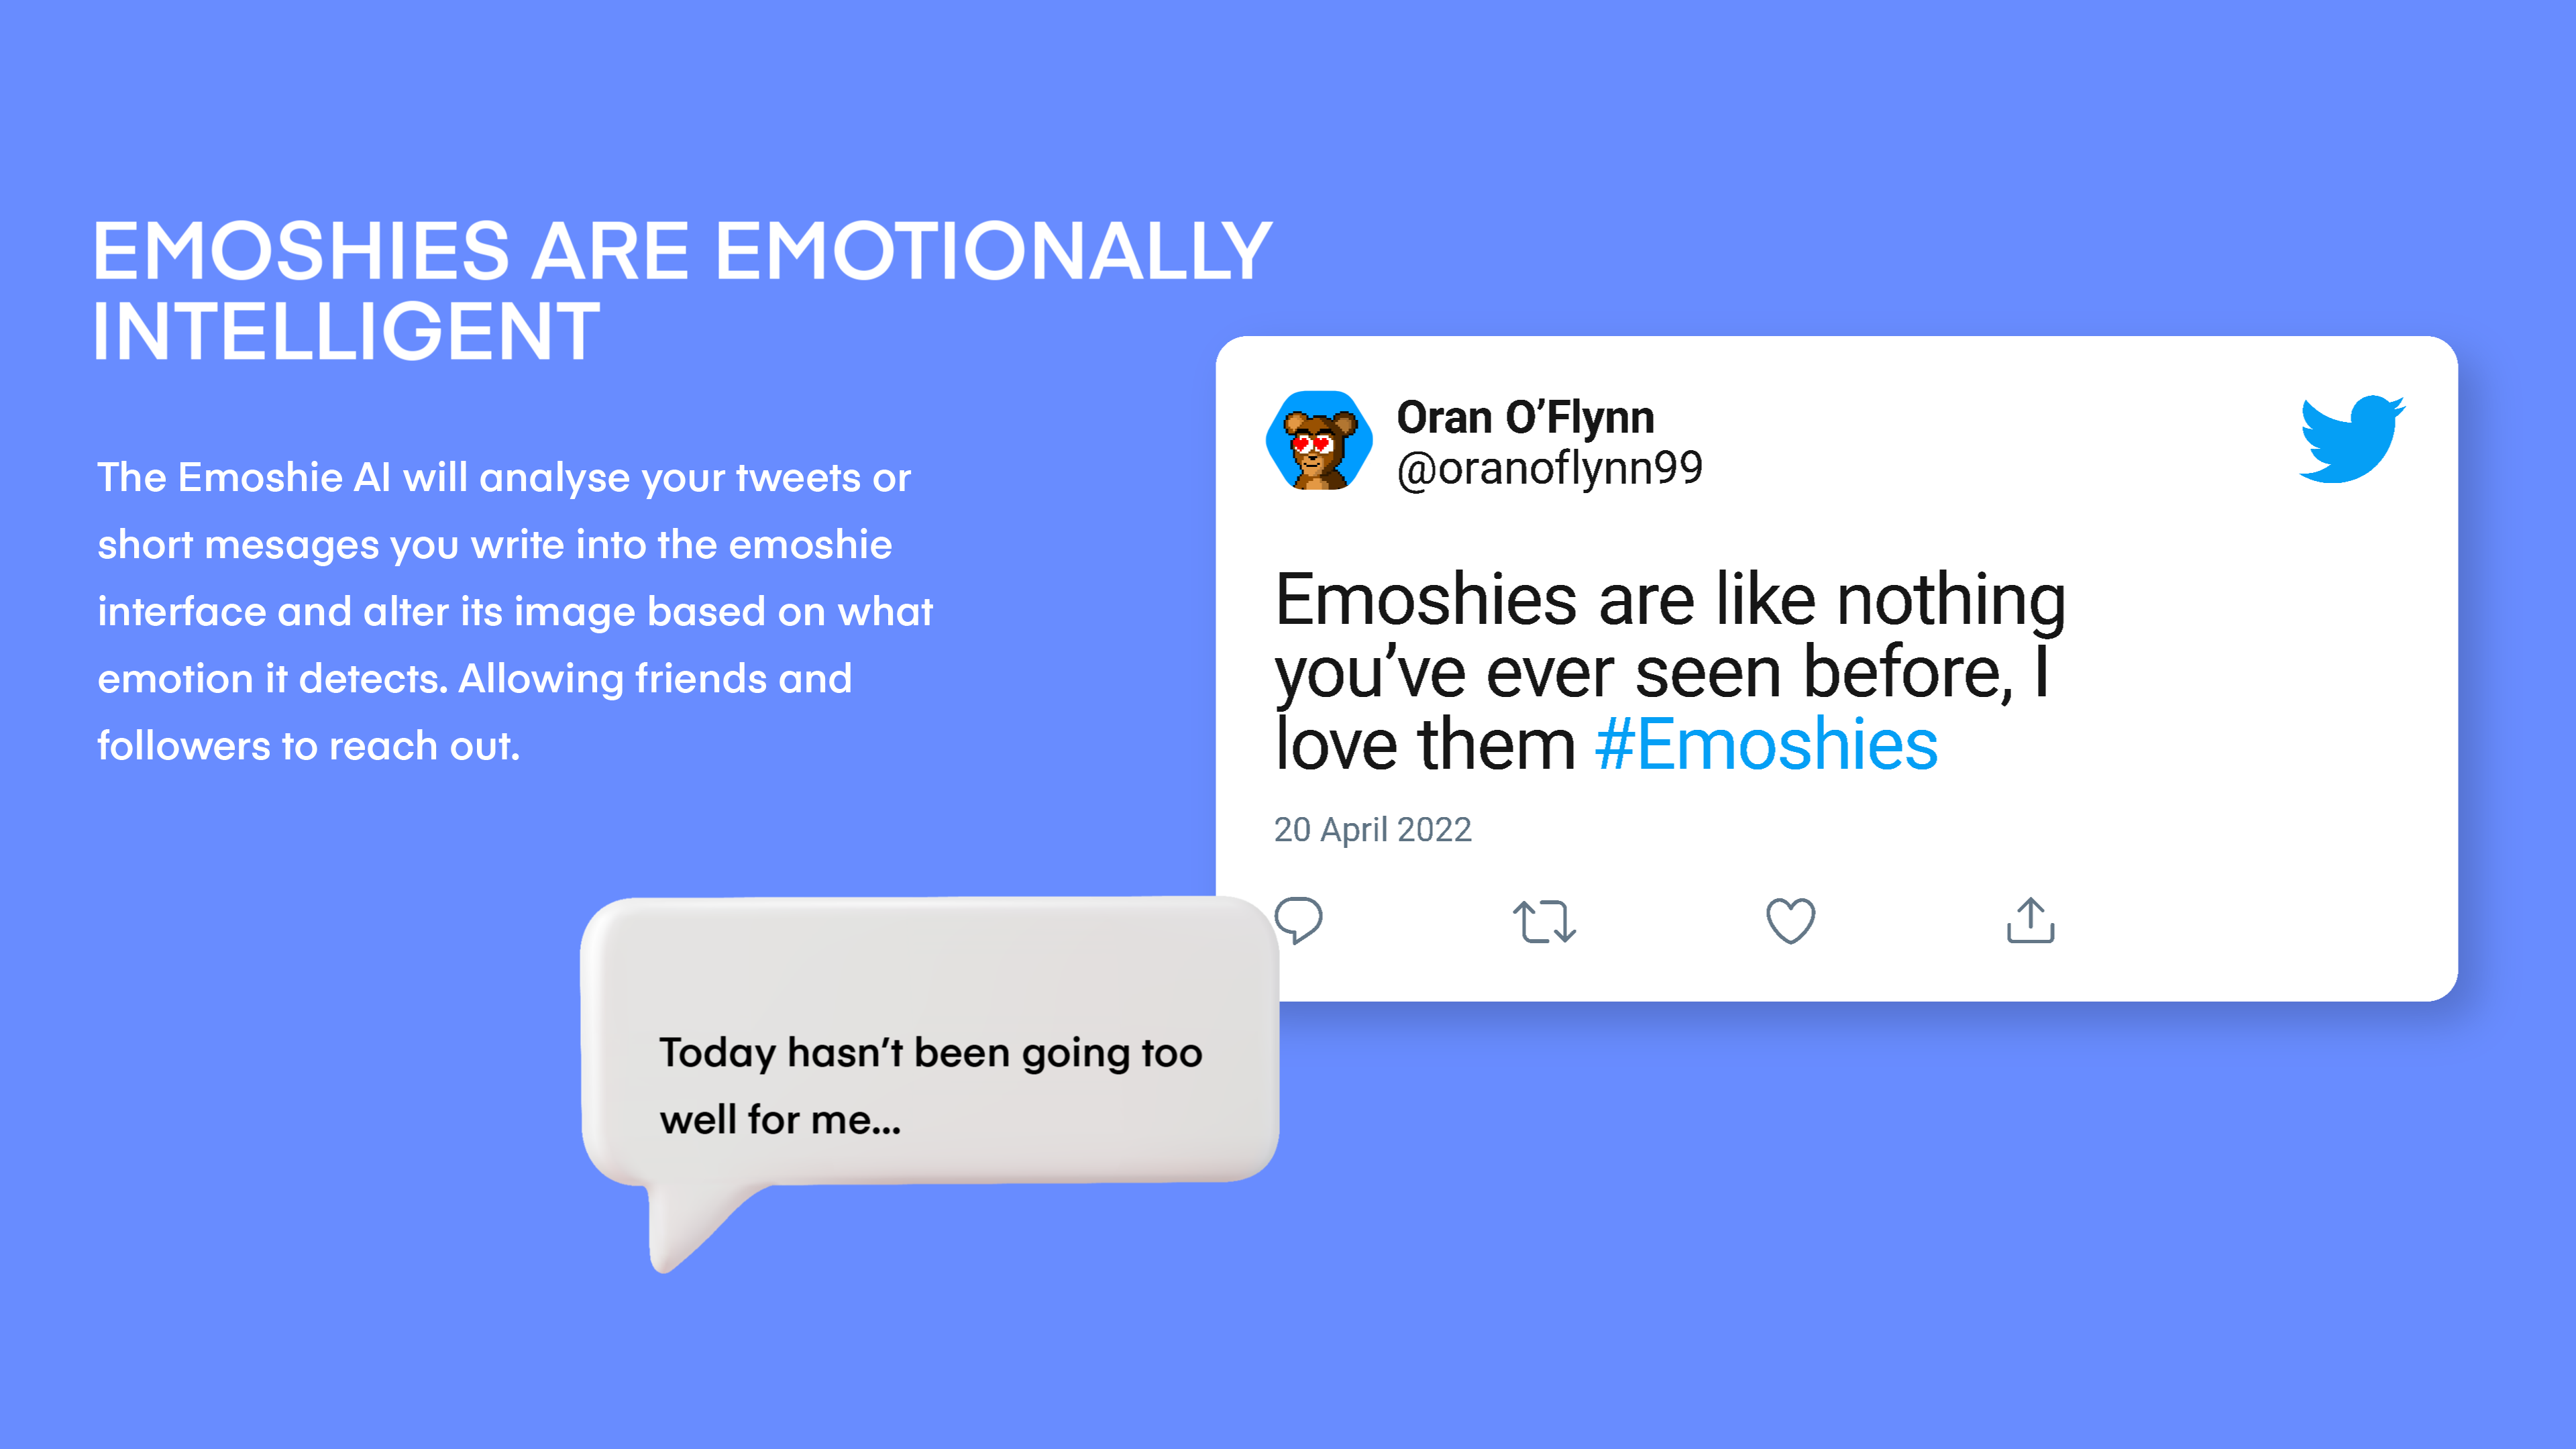 EMOSHIES ARE EMOTIONALLY
INTELLIGENT
The Emoshie AI will analyse your tweets or
short mesages you write into the emoshie
interface and alter its image based on what
emotion it detects. Allowing friends and
followers to reach out.
Oran O’Flynn
@oranoflynn99
Emoshies are like nothing
you’ve ever seen before, I
love them #Emoshies
20 April 2022
Today hasn’t been going too
well for me...